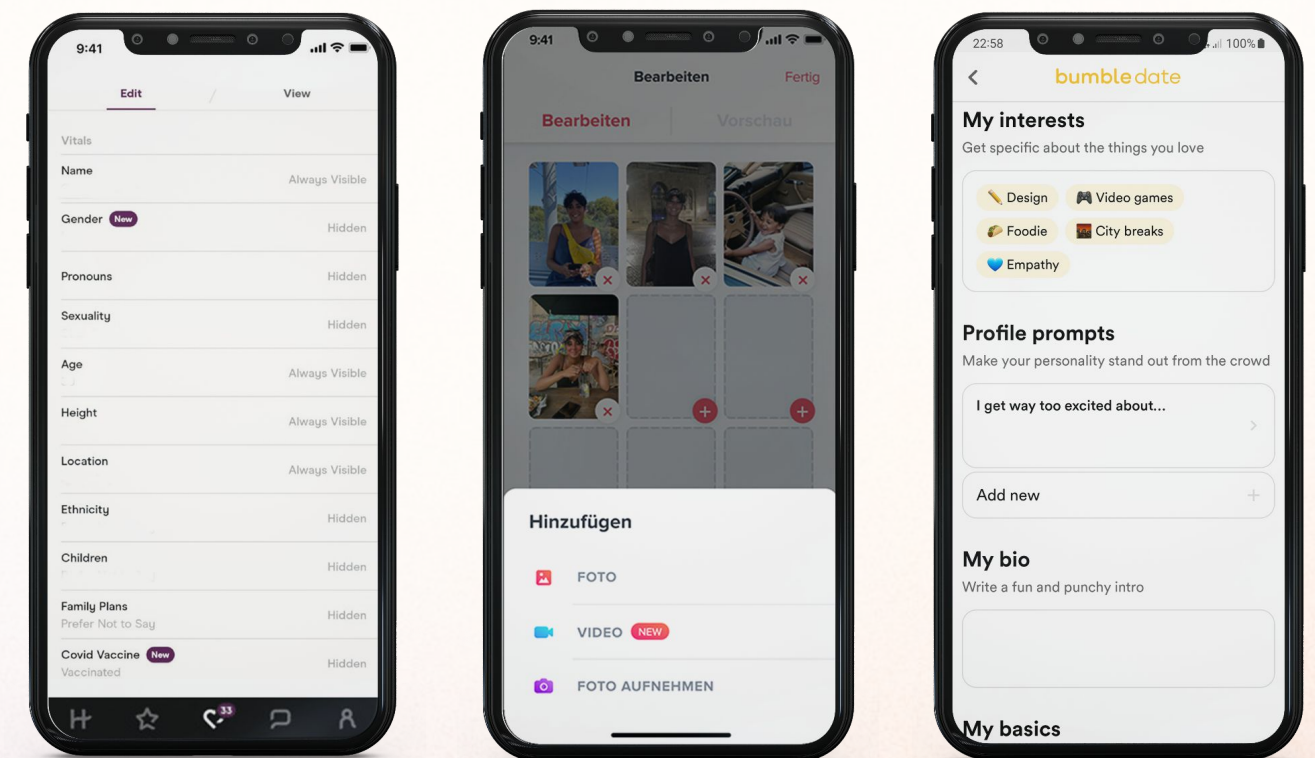 9:41
Edit / View
Vitals
Name
Always Visible
Gender New
Hidden
Pronouns
Hidden
Sexuality
Hidden
Age
Always Visible
Height
Always Visible
Location
Always Visible
Ethnicity
Hidden
Children
Hidden
Family Plans
Prefer Not to Say
Hidden
Covid Vaccine New
Vaccinated
Hidden
33
9:41
Bearbeiten Fertig
Bearbeiten Vorschau
Hinzufügen
FOTO
VIDEO NEW
FOTO AUFNEHMEN
22:58 100%
bumble date
My interests
Get specific about the things you love
Design Video games
Foodie City breaks
Empathy
Profile prompts
Make your personality stand out from the crowd
I get way too excited about...
Add new
My bio
Write a fun and punchy intro
My basics